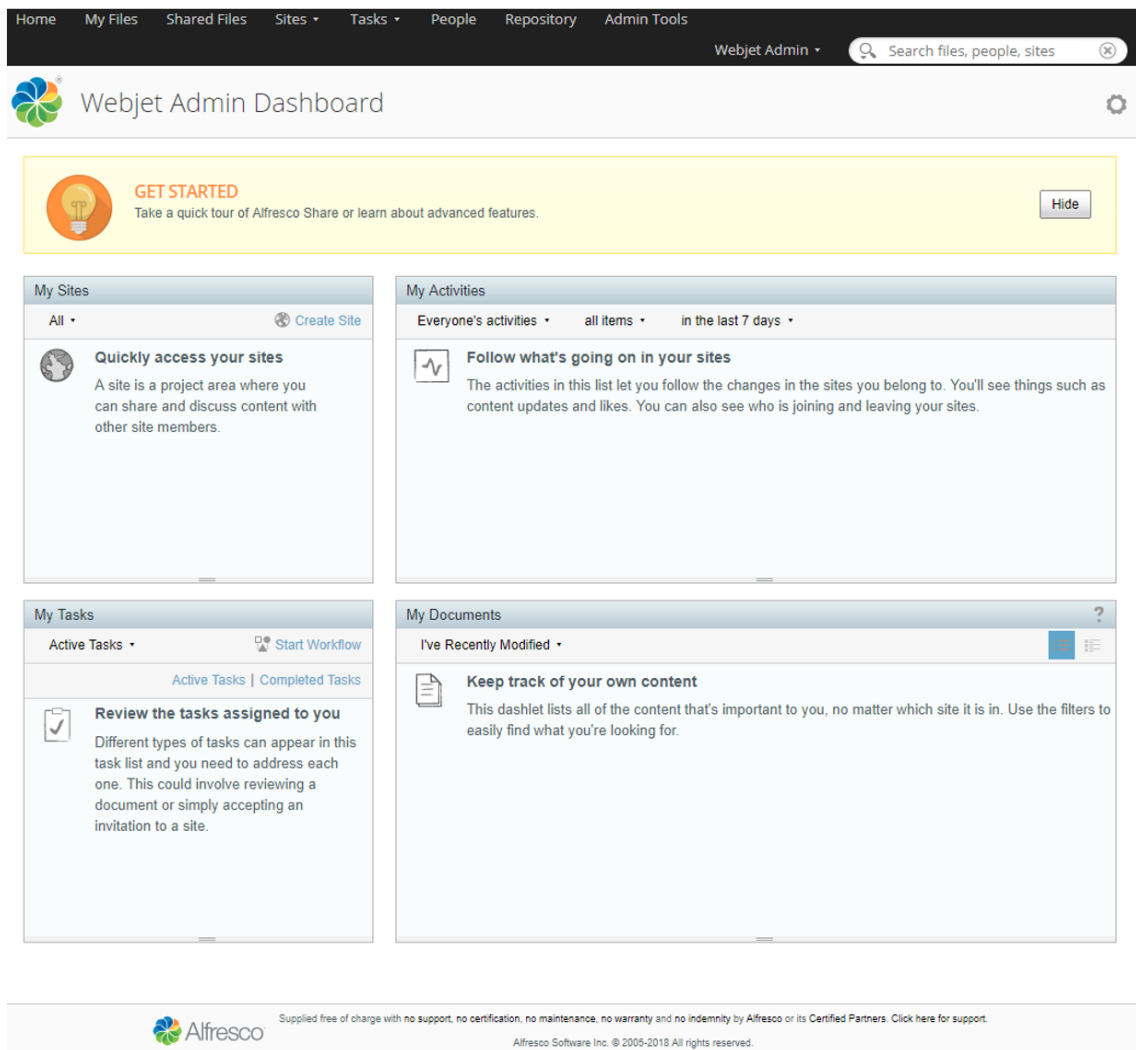 Home My Files Shared Files Sites Tasks People Repository Admin Tools
Webjet Admin Search files, people, sites
Webjet Admin Dashboard
GET STARTED
Take a quick tour of Alfresco Share or learn about advanced features.
Hide
My Sites
All Create Site
Quickly access your sites
A site is a project area where you
can share and discuss content with
other site members.
My Activities
Everyone's activities all items in the last 7 days
Follow what's going on in your sites
The activities in this list let you follow the changes in the sites you belong to. You'll see things such as
content updates and likes. You can also see who is joining and leaving your sites.
My Tasks
Active Tasks Start Workflow
Active Tasks | Completed Tasks
Review the tasks assigned to you
Different types of tasks can appear in this
task list and you need to address each
one. This could involve reviewing a
document or simply accepting an
invitation to a site.
My Documents ?
I've Recently Modified
Keep track of your own content
This dashlet lists all of the content that's important to you, no matter which site it is in. Use the filters to
easily find what you're looking for.
Alfresco
Supplied free of charge with no support, no certification, no maintenance, no warranty and no indemnity by Alfresco or its Certified Partners. Click here for support.
Alfresco Software Inc. © 2005-2018 All rights reserved.